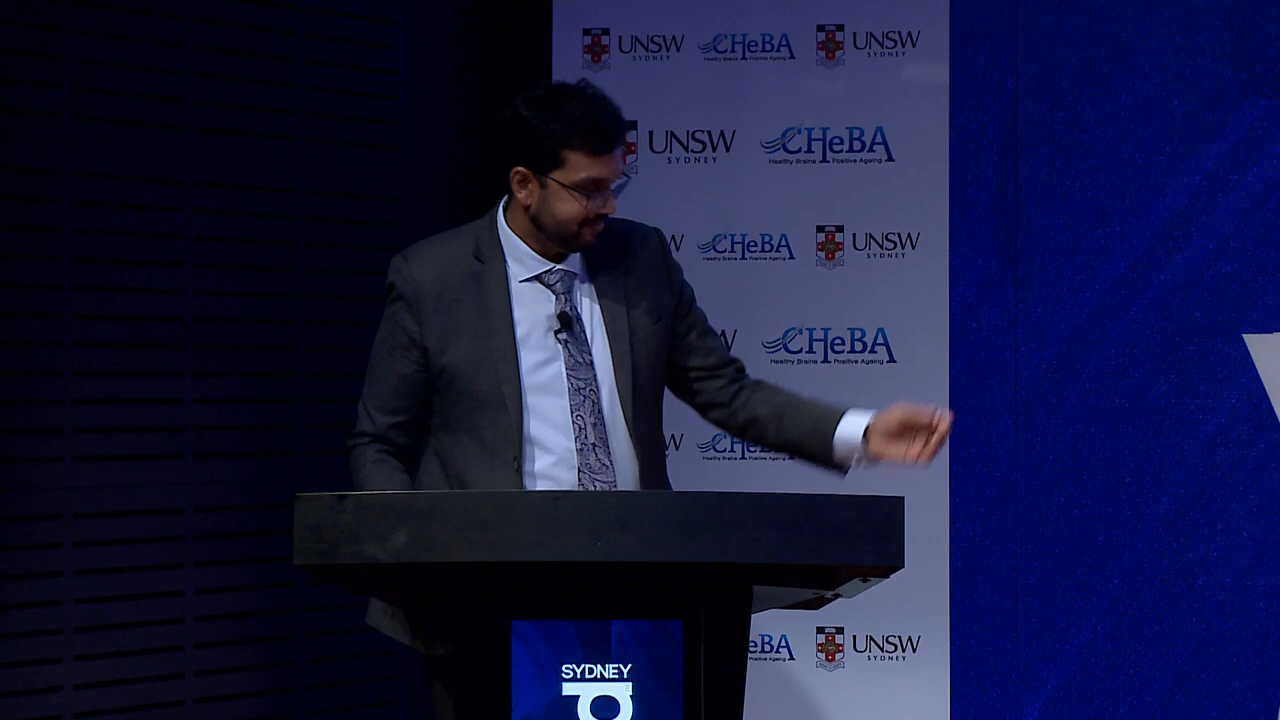 UNSW
SYDNEY
CHeBA
Healthy Brains Positive Ageing
UNSW
SYDNEY
UNSW
SYDNEY
CHeBA
Healthy Brains Positive Ageing
W
CHeBA
Healthy Brains Positive Ageing
UNSW
SYDNEY
W
CHeBA
Healthy Brains Positive Ageing
W
CHeBA
Healthy Brains
eBA
Positive Ageing
UNSW
SYDNEY
SYDNEY